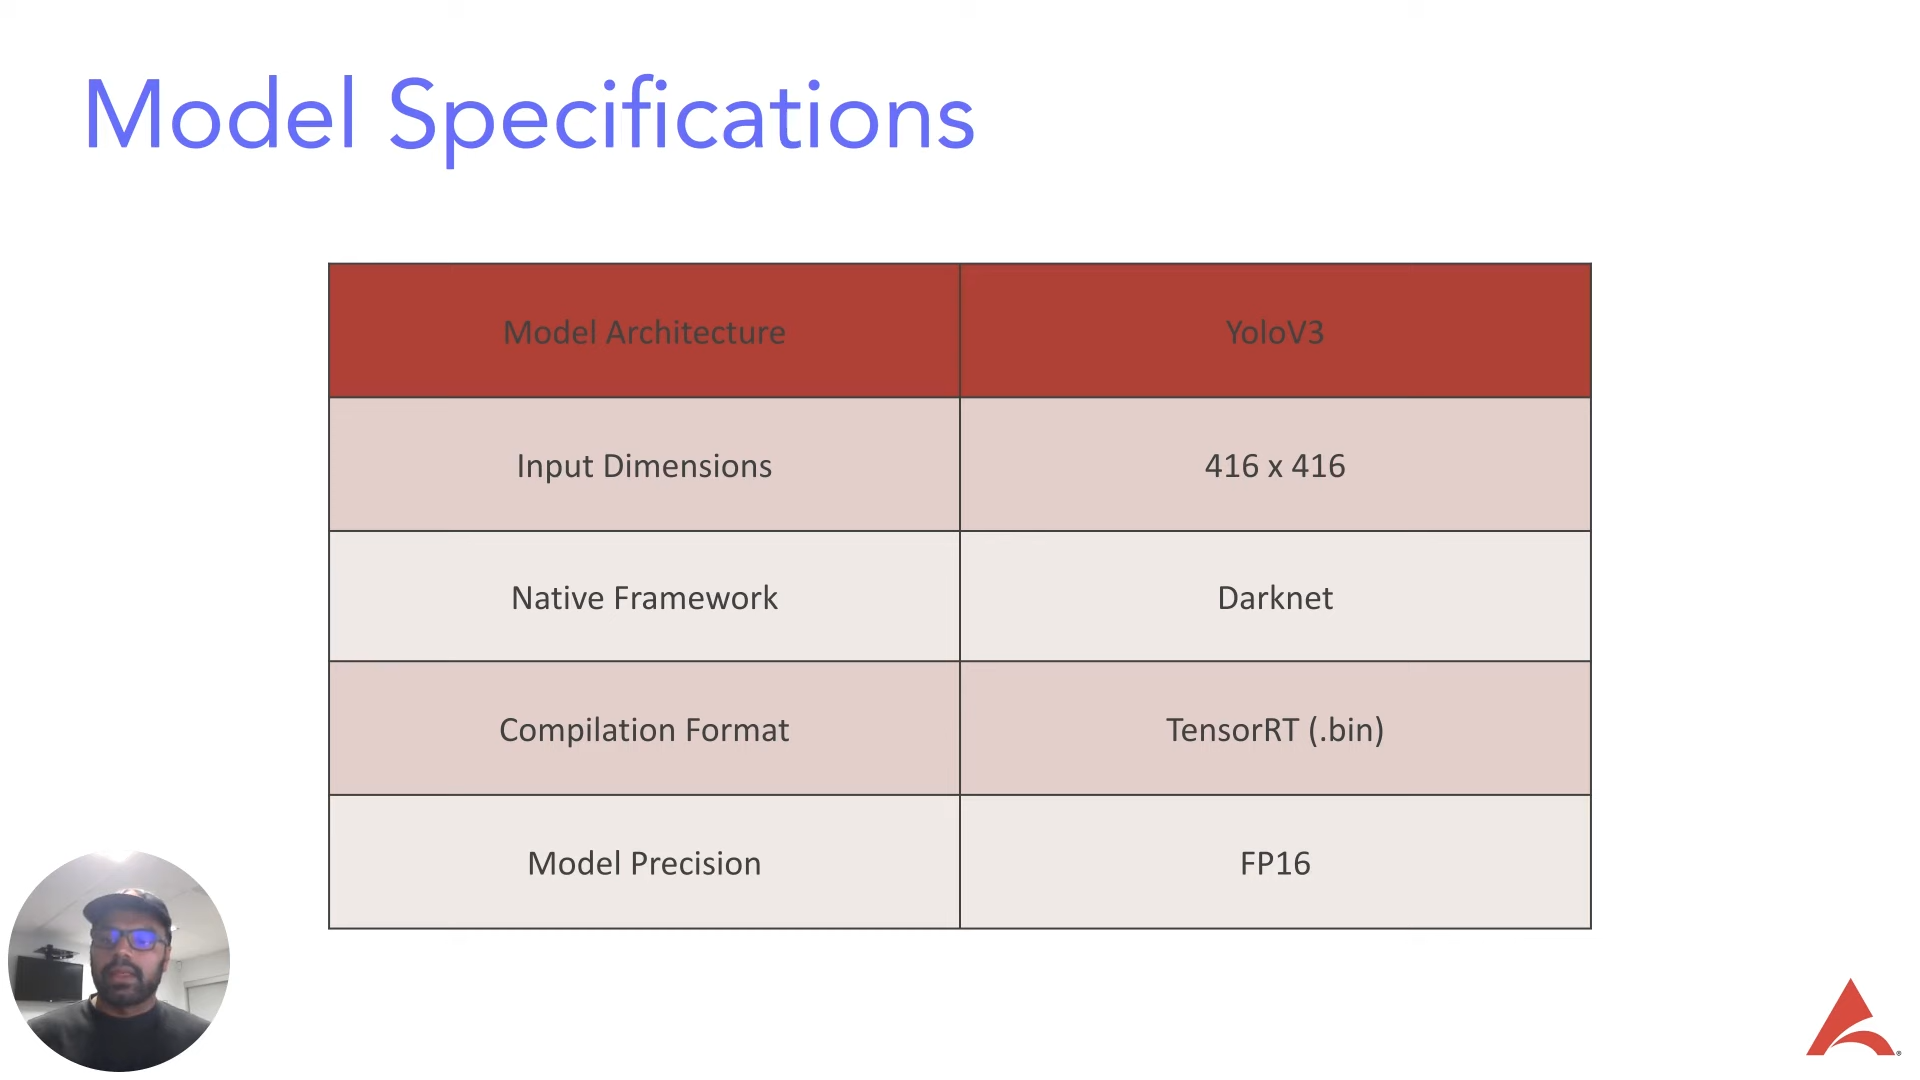 Model Specifications
Model Architecture YoloV3
Input Dimensions 416 x 416
Native Framework Darknet
Compilation Format TensorRT (.bin)
Model Precision FP16
®